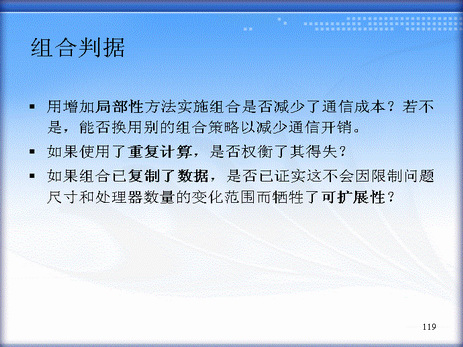 组合判据
▪ 用增加局部性方法实施组合是否减少了通信成本？若不
是，能否换用别的组合策略以减少通信开销。
▪ 如果使用了重复计算，是否权衡了其得失？
▪ 如果组合已复制了数据，是否已证实这不会因限制问题
尺寸和处理器数量的变化范围而牺牲了可扩展性？
119